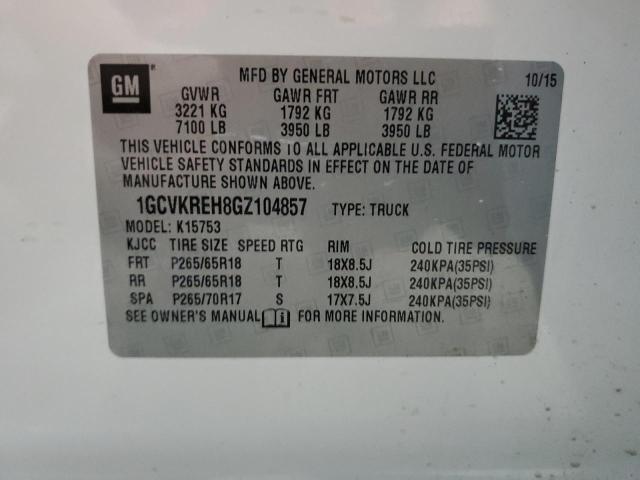 GM
MFD BY GENERAL MOTORS LLC 10/15
GVWR GAWR FRT GAWR RR
3221 KG 1792 KG 1792 KG
7100 LB 3950 LB 3950 LB
THIS VEHICLE CONFORMS TO ALL APPLICABLE U.S. FEDERAL MOTOR
VEHICLE SAFETY STANDARDS IN EFFECT ON THE DATE OF
MANUFACTURE SHOWN ABOVE.
1GCVKREH8GZ104857 TYPE: TRUCK
MODEL: K15753
KJCC TIRE SIZE SPEED RTG RIM COLD TIRE PRESSURE
FRT P265/65R18 T 18X8.5J 240KPA(35PSI)
RR P265/65R18 T 18X8.5J 240KPA(35PSI)
SPA P265/70R17 S 17X7.5J 240KPA(35PSI)
SEE OWNER'S MANUAL i FOR MORE INFORMATION.